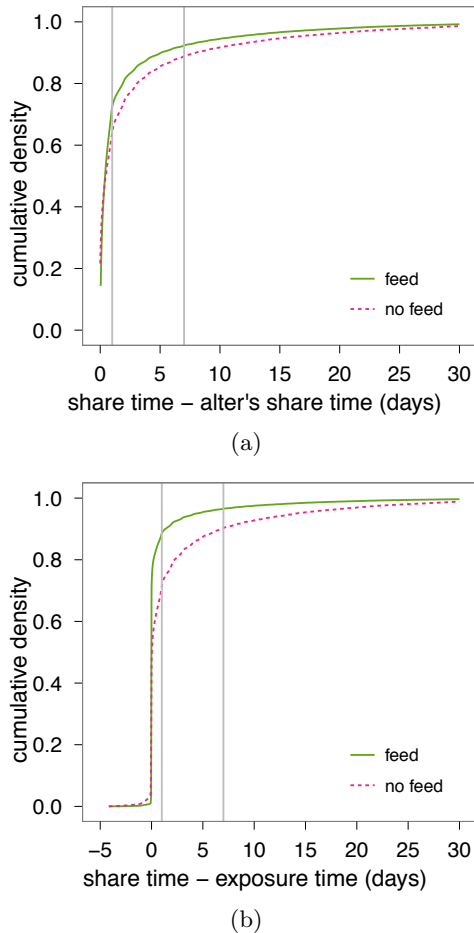 1.0
0.8
0.6
0.4
0.2
0.0
cumulative density
feed
no feed
0 5 10 15 20 25 30
share time − alter's share time (days)
(a)
1.0
0.8
0.6
0.4
0.2
0.0
cumulative density
feed
no feed
−5 0 5 10 15 20 25 30
share time − exposure time (days)
(b)